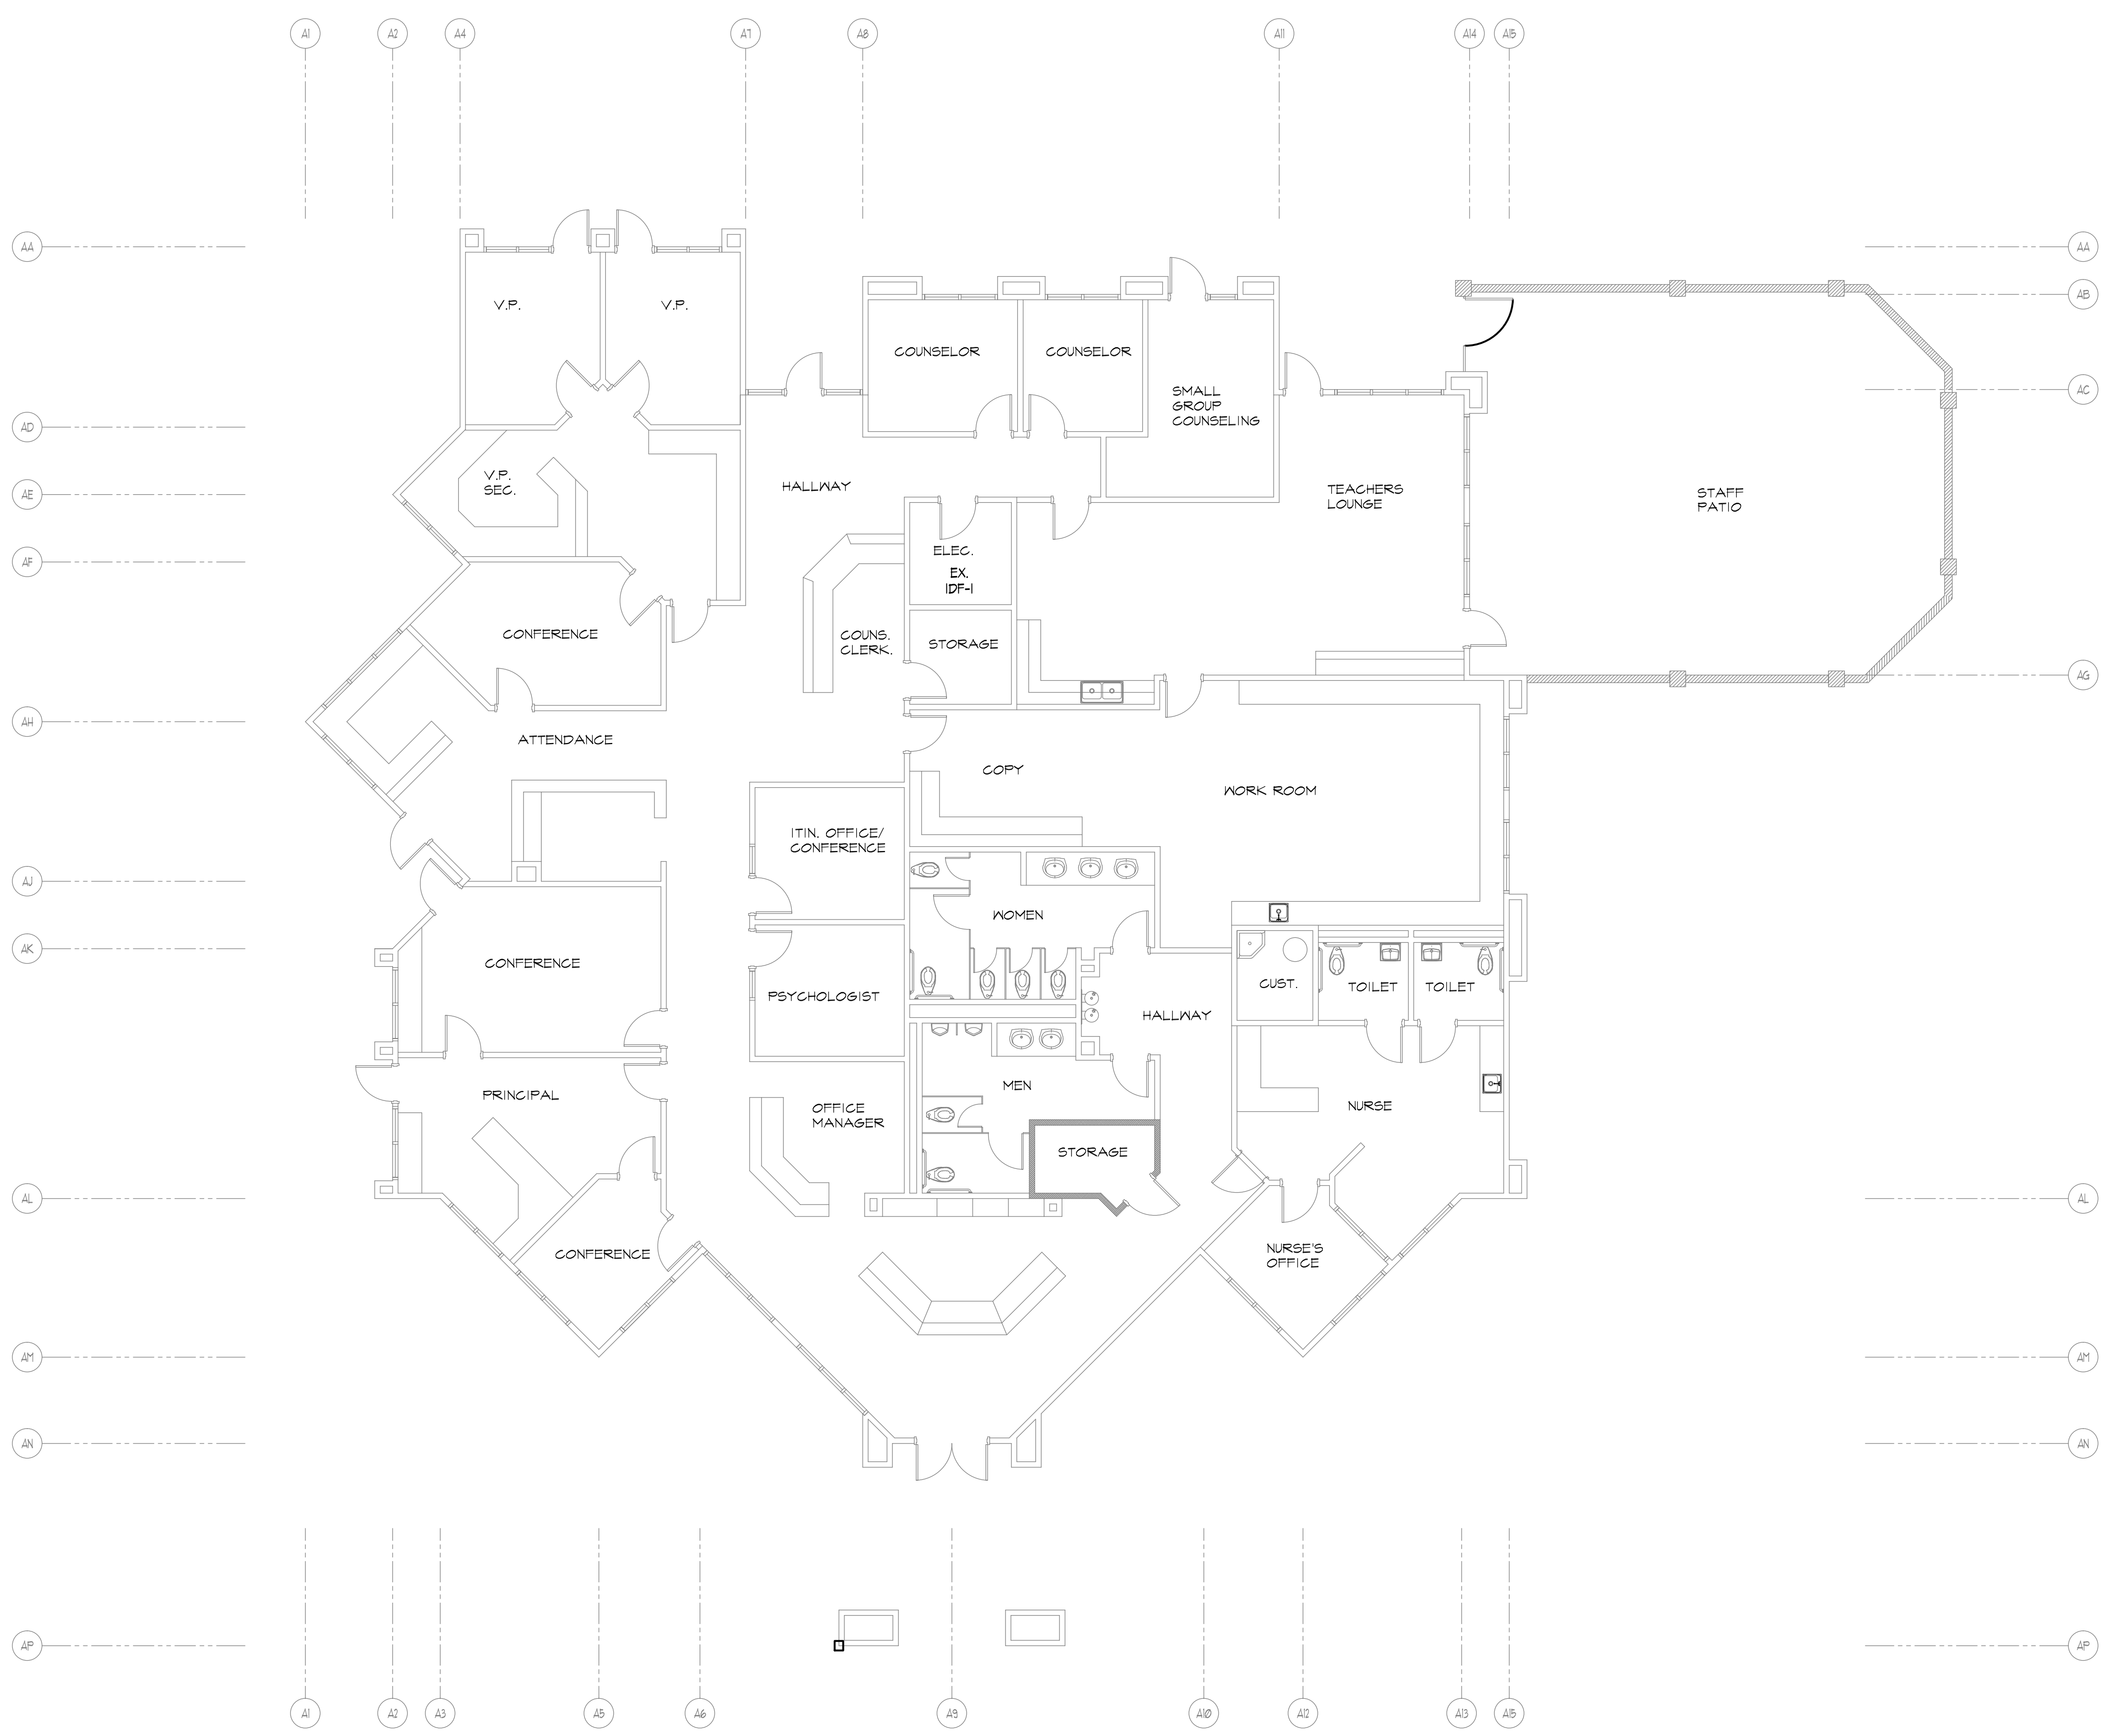 A1 A2 A4 A7 A8 A11 A14 A15
AA AA
AB
V.P. V.P.
COUNSELOR COUNSELOR
AC
SMALL
GROUP
COUNSELING
AD
V.P.
SEC.
HALLWAY
TEACHERS
LOUNGE
STAFF
PATIO
AE
ELEC.
EX.
IDF-1
AF
CONFERENCE
COUNS.
CLERK.
STORAGE
AG
AH
ATTENDANCE
COPY
WORK ROOM
ITIN. OFFICE/
CONFERENCE
AJ
WOMEN
AK
CONFERENCE
PSYCHOLOGIST
CUST.
TOILET TOILET
HALLWAY
MEN
PRINCIPAL
OFFICE
MANAGER
NURSE
STORAGE
AL AL
CONFERENCE
NURSE'S
OFFICE
AM AM
AN AN
AP AP
A1 A2 A3 A5 A6 A9 A10 A12 A13 A15